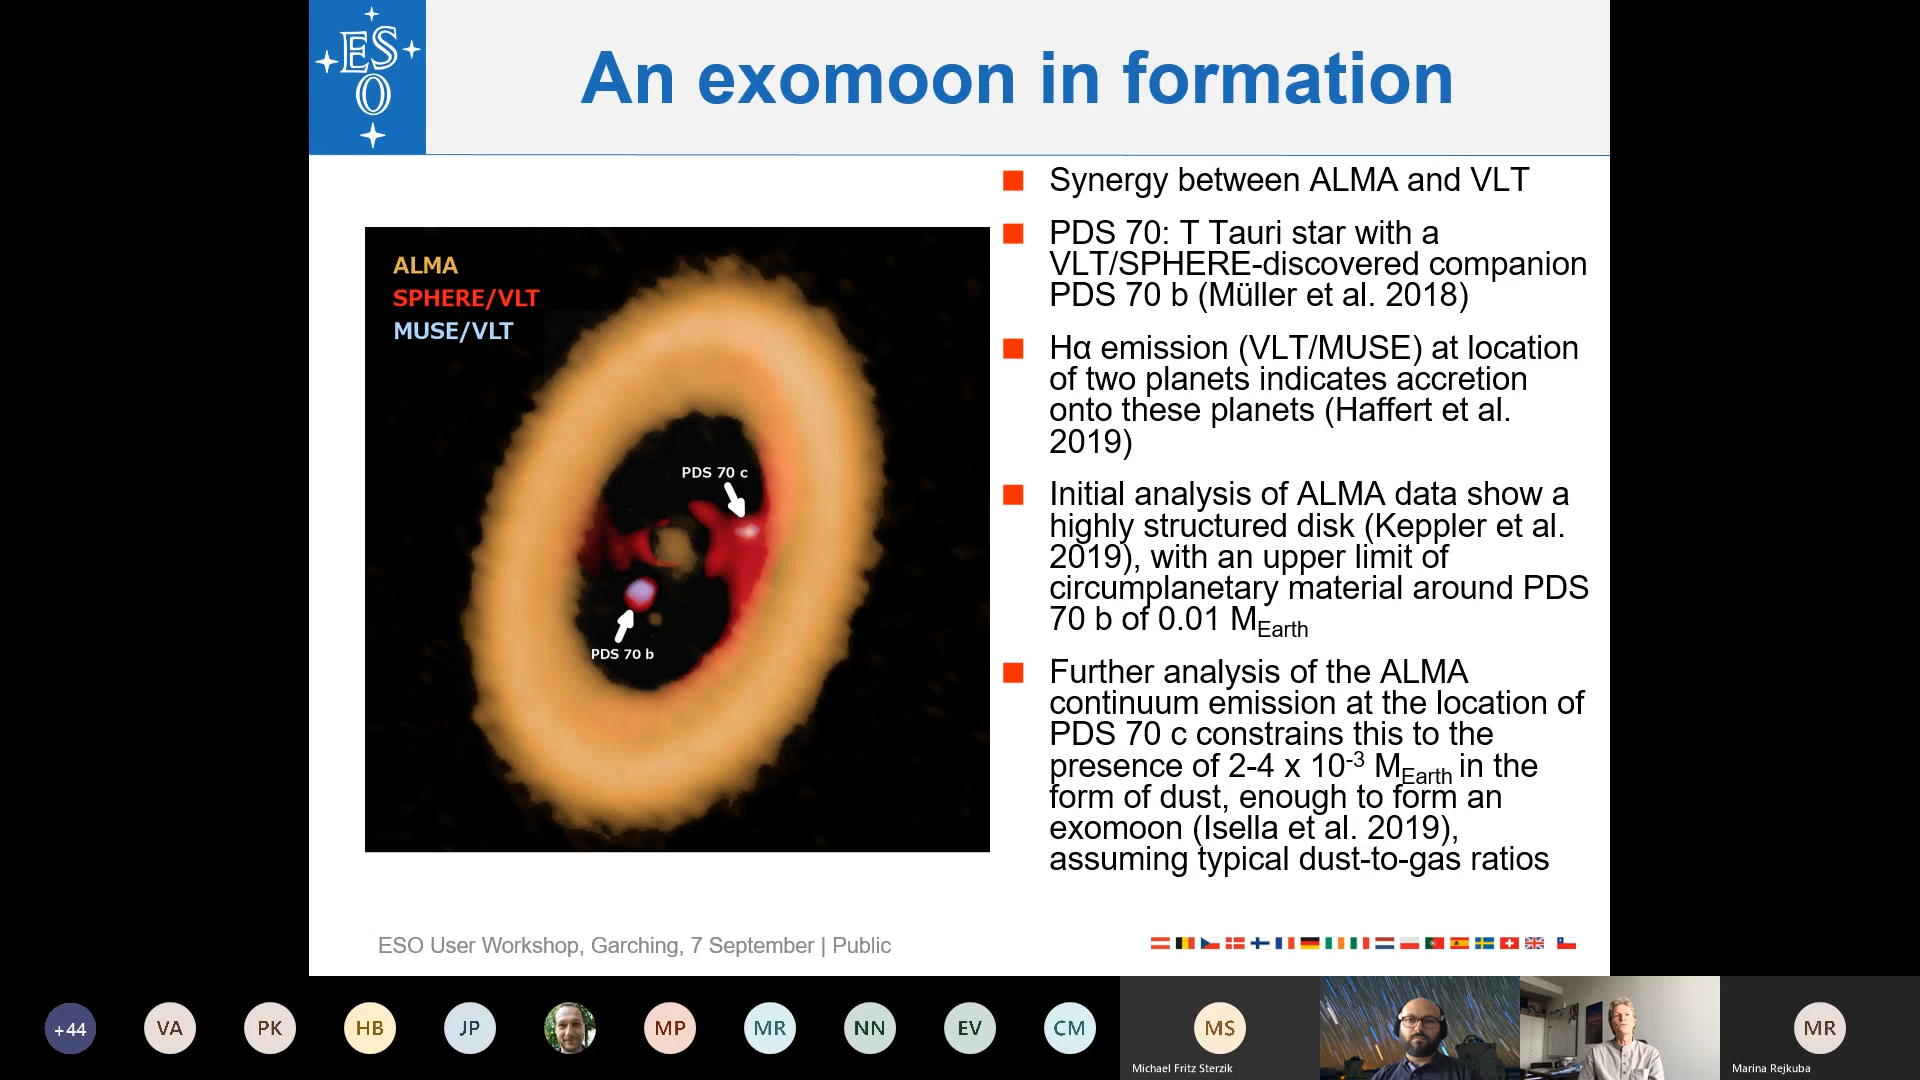 ESO
An exomoon in formation
ALMA
SPHERE/VLT
MUSE/VLT
PDS 70 c
PDS 70 b
Synergy between ALMA and VLT
PDS 70: T Tauri star with a
VLT/SPHERE-discovered companion
PDS 70 b (Müller et al. 2018)
Hα emission (VLT/MUSE) at location
of two planets indicates accretion
onto these planets (Haffert et al.
2019)
Initial analysis of ALMA data show a
highly structured disk (Keppler et al.
2019), with an upper limit of
circumplanetary material around PDS
70 b of 0.01 MEarth
Further analysis of the ALMA
continuum emission at the location of
PDS 70 c constrains this to the
presence of 2-4 x 10-3 MEarth in the
form of dust, enough to form an
exomoon (Isella et al. 2019),
assuming typical dust-to-gas ratios
ESO User Workshop, Garching, 7 September | Public
+44
VA
PK
HB
JP
MP
MR
NN
EV
CM
MS
Michael Fritz Sterzik
MR
Marina Rejkuba